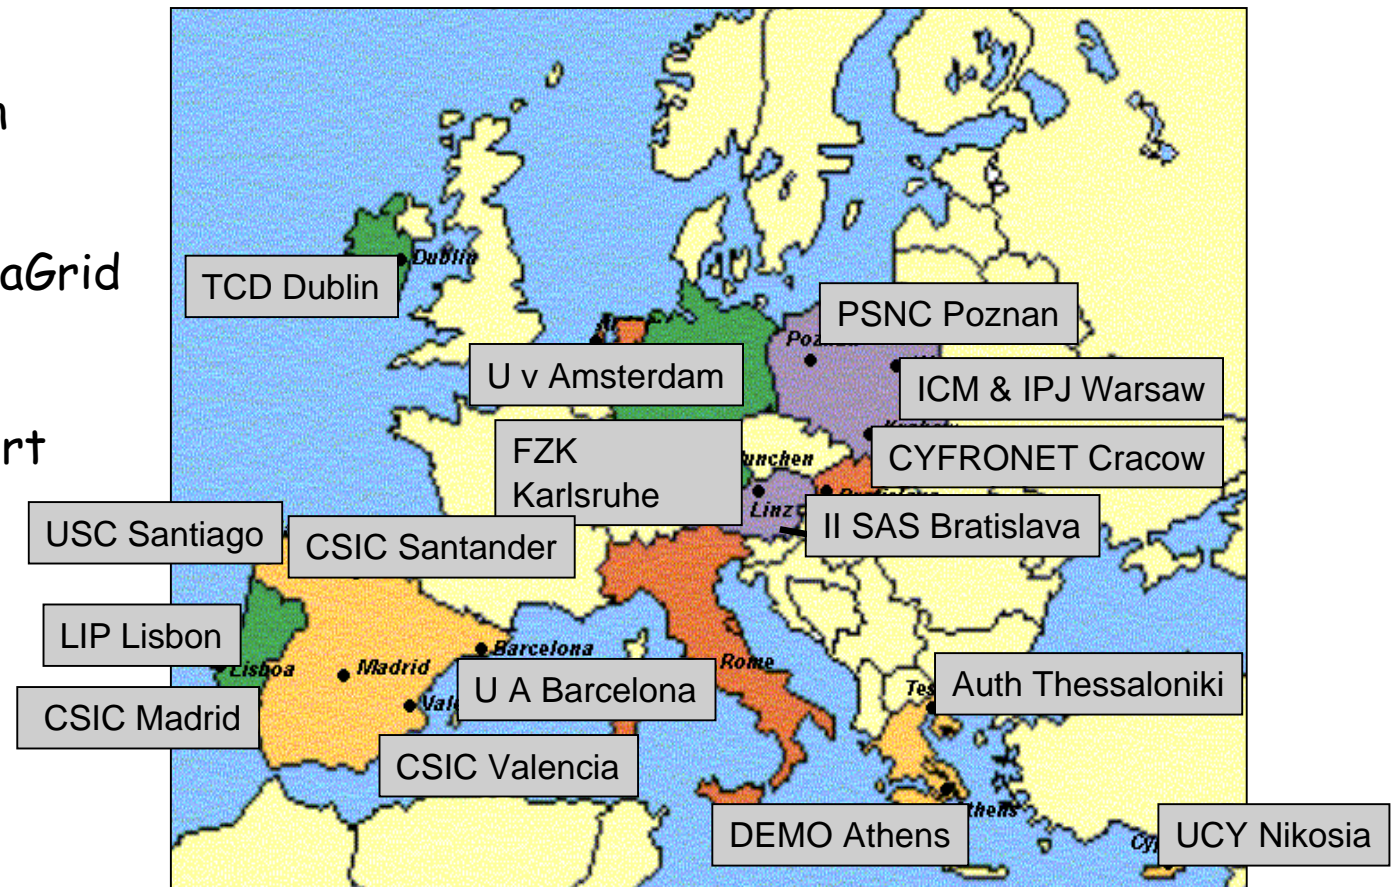 aGrid
rt
Dublin
TCD Dublin
PSNC Poznan
U v Amsterdam
ICM & IPJ Warsaw
FZK
Karlsruhe
CYFRONET Cracow
Linz
II SAS Bratislava
USC Santiago
CSIC Santander
LIP Lisbon
Lisboa
Madrid
Barcelona
U A Barcelona
Rome
Auth Thessaloniki
CSIC Madrid
CSIC Valencia
DEMO Athens
UCY Nikosia